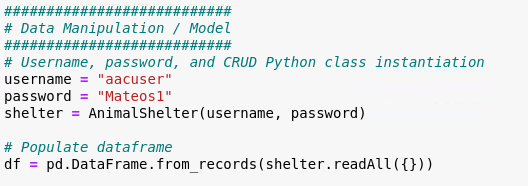 ###########################
# Data Manipulation / Model
###########################
# Username, password, and CRUD Python class instantiation
username = "aacuser"
password = "Mateos1"
shelter = AnimalShelter(username, password)
# Populate dataframe
df = pd.DataFrame.from_records(shelter.readAll({}))